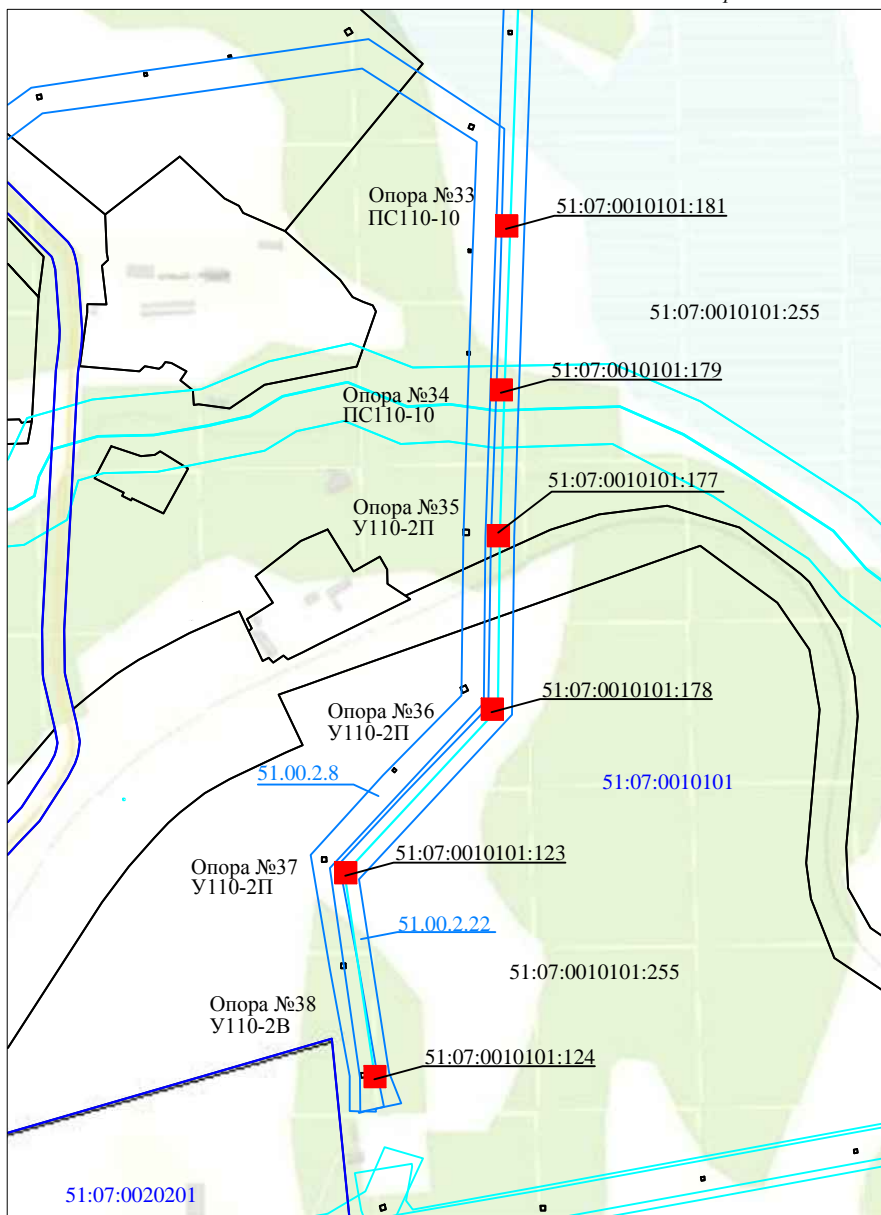 Опора №33
ПС110-10
51:07:0010101:181
51:07:0010101:255
51:07:0010101:179
Опора №34
ПС110-10
51:07:0010101:177
Опора №35
У110-2П
51:07:0010101:178
Опора №36
У110-2П
51.00.2.8
51:07:0010101
51:07:0010101:123
Опора №37
У110-2П
51.00.2.22
51:07:0010101:255
Опора №38
У110-2В
51:07:0010101:124
51:07:0020201